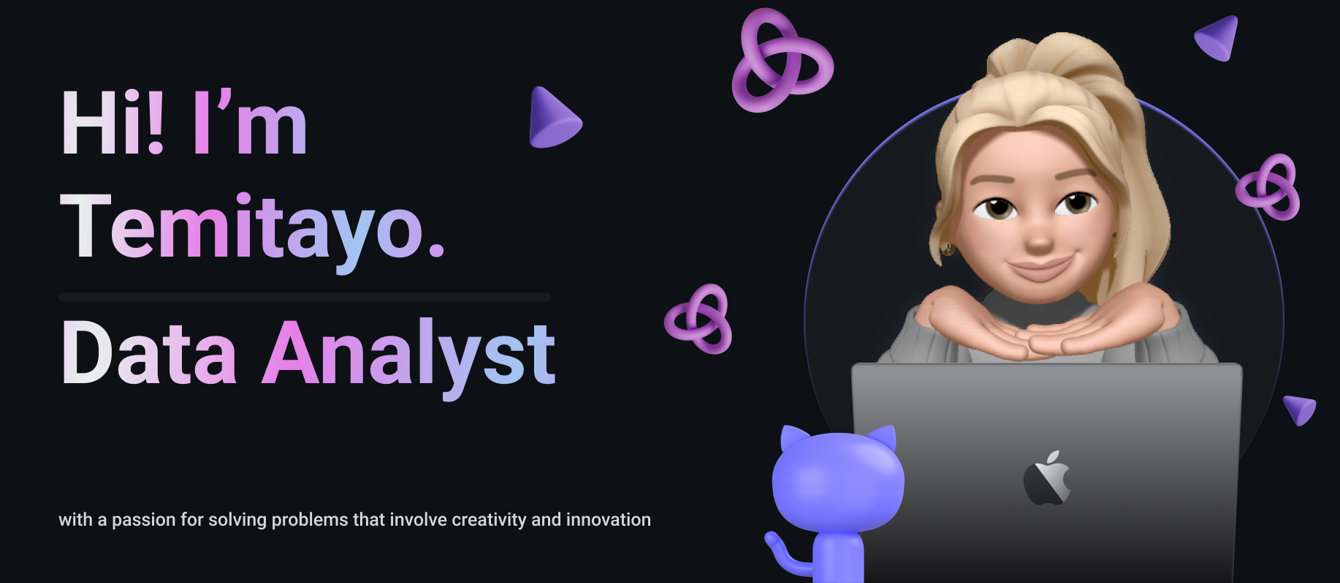 Hi! I’m
Temitayo.
Data Analyst
with a passion for solving problems that involve creativity and innovation